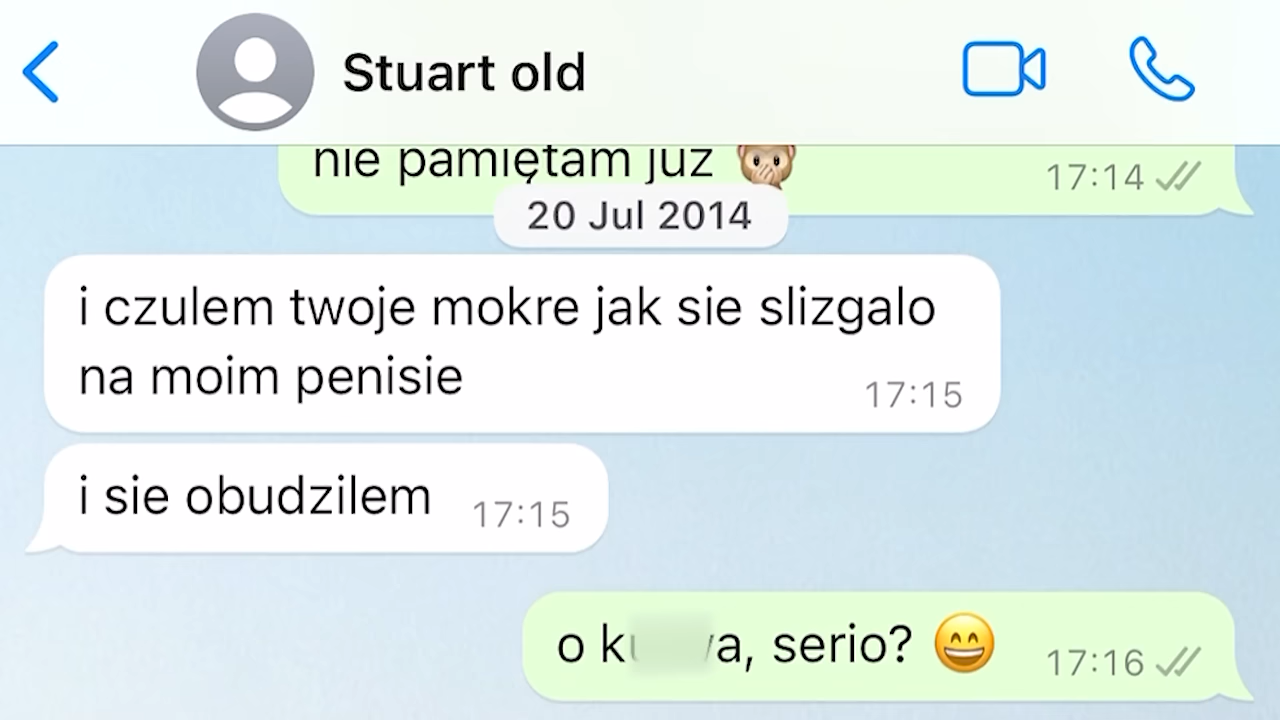 Stuart old
nie pamiętam już 🙊
17:14
20 Jul 2014
i czulem twoje mokre jak sie slizgalo
na moim penisie
17:15
i sie obudzilem 17:15
o serio? 😄 17:16